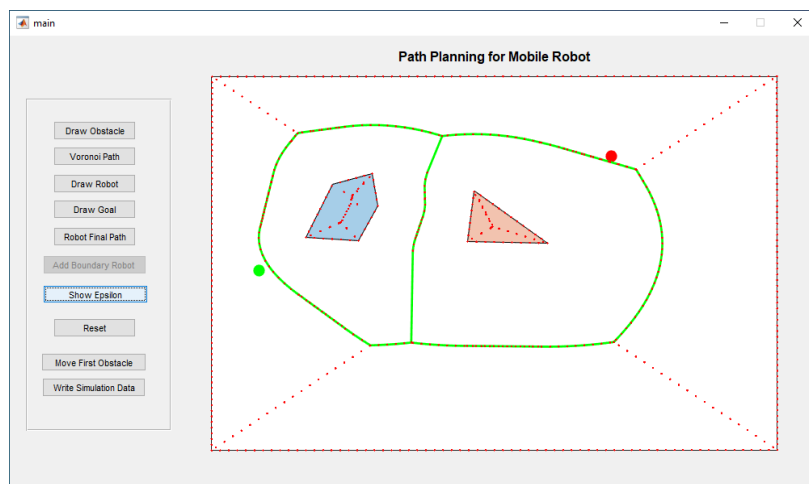 main
Path Planning for Mobile Robot
Draw Obstacle
Voronoi Path
Draw Robot
Draw Goal
Robot Final Path
Add Boundary Robot
Show Epsilon
Reset
Move First Obstacle
Write Simulation Data